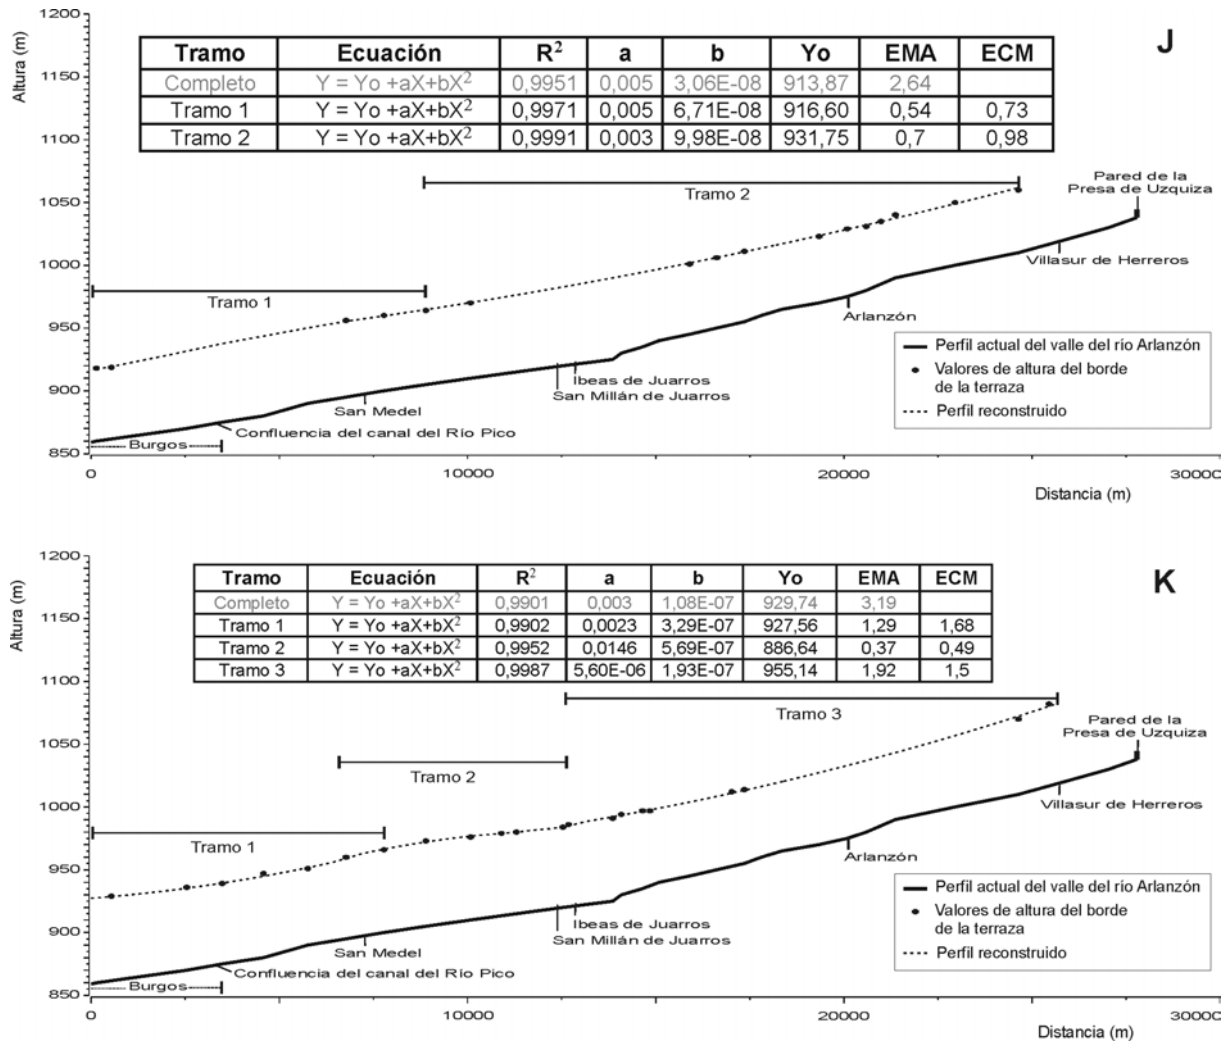 J
Altura (m)
1200
1150
1100
1050
1000
950
900
850
Tramo Ecuación R2 a b Yo EMA ECM
Completo Y = Yo +aX+bX2 0,9951 0,005 3,06E-08 913,87 2,64
Tramo 1 Y = Yo +aX+bX2 0,9971 0,005 6,71E-08 916,60 0,54 0,73
Tramo 2 Y = Yo +aX+bX2 0,9991 0,003 9,98E-08 931,75 0,7 0,98
Tramo 2
Tramo 1
Pared de la
Presa de Uzquiza
Villasur de Herreros
Arlanzón
Ibeas de Juarros
San Millán de Juarros
San Medel
Confluencia del canal del Río Pico
Burgos
Perfil actual del valle del río Arlanzón
Valores de altura del borde
de la terraza
Perfil reconstruido
0 10000 20000 30000
Distancia (m)
K
Altura (m)
1200
1150
1100
1050
1000
950
900
850
Tramo Ecuación R2 a b Yo EMA ECM
Completo Y = Yo +aX+bX2 0,9901 0,003 1,08E-07 929,74 3,19
Tramo 1 Y = Yo +aX+bX2 0,9902 0,0023 3,29E-07 927,56 1,29 1,68
Tramo 2 Y = Yo +aX+bX2 0,9952 0,0146 5,69E-07 886,64 0,37 0,49
Tramo 3 Y = Yo +aX+bX2 0,9987 5,60E-06 1,93E-07 955,14 1,92 1,5
Tramo 3
Tramo 2
Tramo 1
Pared de la
Presa de Uzquiza
Villasur de Herreros
Arlanzón
Ibeas de Juarros
San Millán de Juarros
San Medel
Confluencia del canal del Río Pico
Burgos
Perfil actual del valle del río Arlanzón
Valores de altura del borde
de la terraza
Perfil reconstruido
0 10000 20000 30000
Distancia (m)